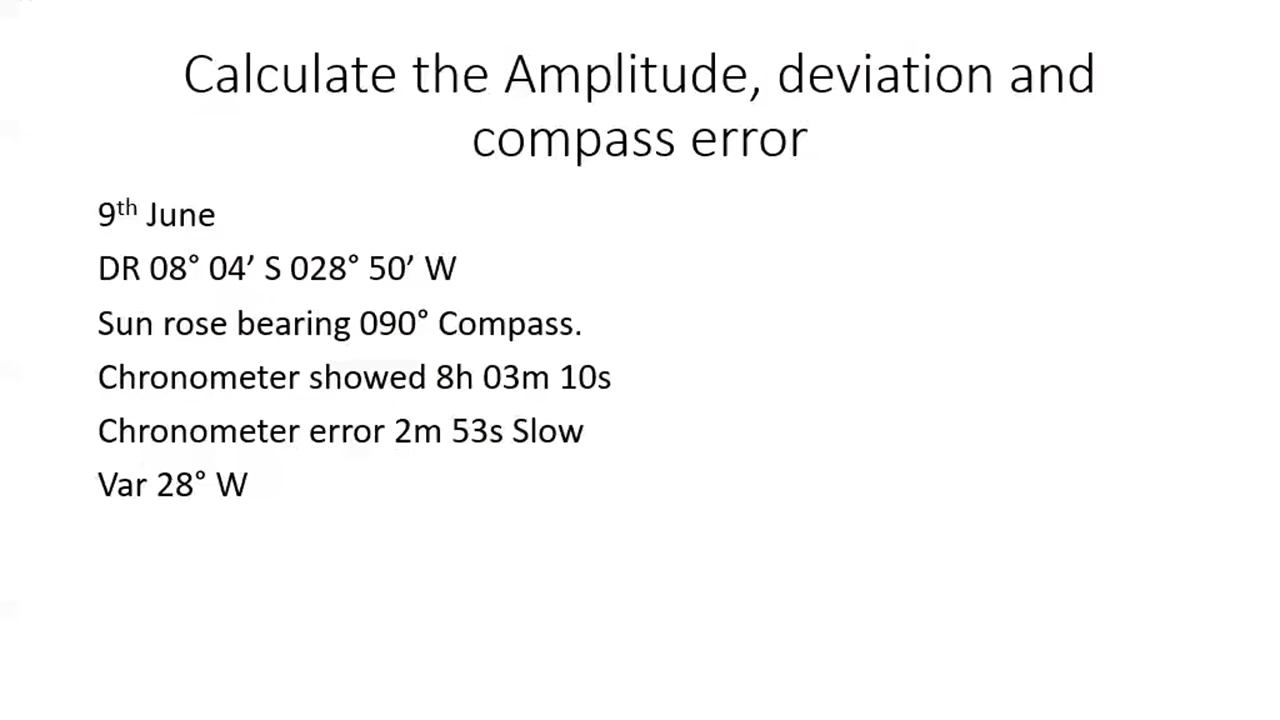 Calculate the Amplitude, deviation and
compass error
9th June
DR 08° 04’ S 028° 50’ W
Sun rose bearing 090° Compass.
Chronometer showed 8h 03m 10s
Chronometer error 2m 53s Slow
Var 28° W